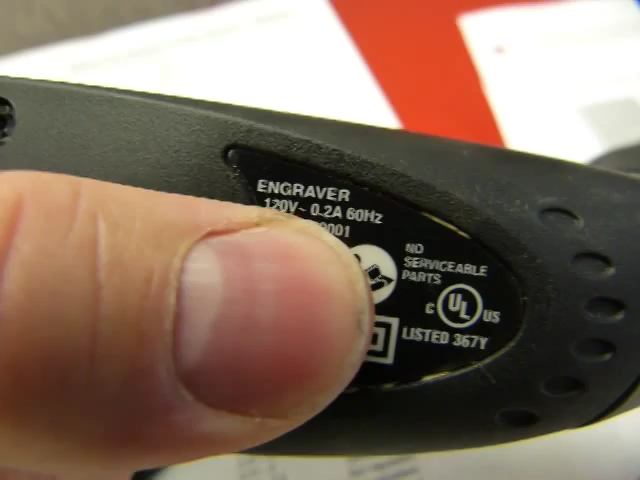 ENGRAVER
120V~ 0.2A 60Hz
NO
SERVICEABLE
PARTS
C UL US
LISTED 367Y